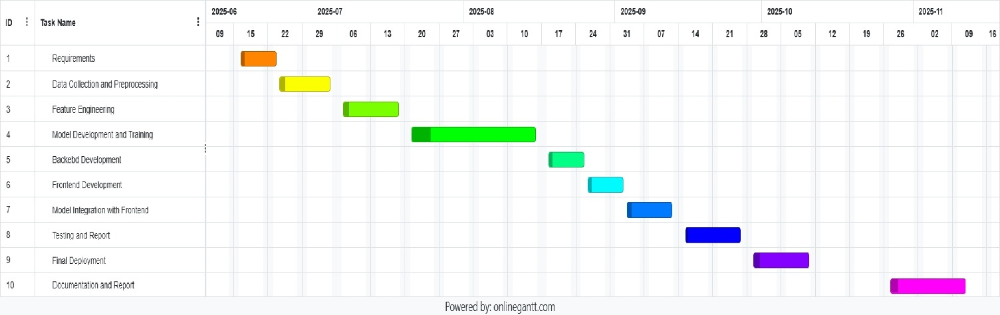 2025-06 2025-07 2025-08 2025-09 2025-10 2025-11
ID Task Name
09 15 22 29 06 13 20 27 03 10 17 24 31 07 14 21 28 05 12 19 26 02 09 16
1 Requirements
2 Data Collection and Preprocessing
3 Feature Engineering
4 Model Development and Training
5 Backebd Development
6 Frontend Development
7 Model Integration with Frontend
8 Testing and Report
9 Final Deployment
10 Documentation and Report
Powered by: onlinegantt.com